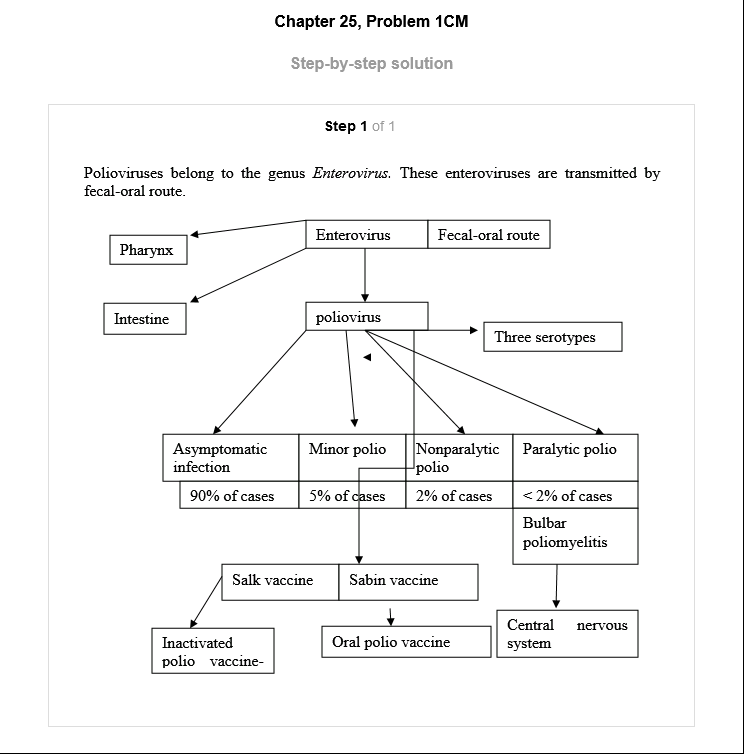 Chapter 25, Problem 1CM
Step-by-step solution
Step 1 of 1
Polioviruses belong to the genus Enterovirus. These enteroviruses are transmitted by
fecal-oral route.
Enterovirus
Fecal-oral route
Pharynx
Intestine
poliovirus
Three serotypes
Asymptomatic
infection
Minor polio
Nonparalytic
polio
Paralytic polio
90% of cases
5% of cases
2% of cases
< 2% of cases
Bulbar
poliomyelitis
Salk vaccine
Sabin vaccine
Central nervous
system
Inactivated
polio vaccine-
Oral polio vaccine